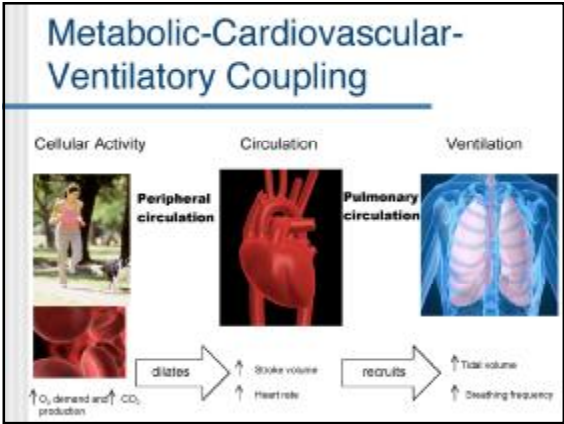 Metabolic-Cardiovascular-
Ventilatory Coupling
Cellular Activity
Circulation
Ventilation
Peripheral
circulation
Pulmonary
circulation
dilates
↑ Stroke volume
↑ Heart rate
recruits
↑ Tidal volume
↑ Breathing frequency
↑ O₂ demand and ↑ CO₂
production